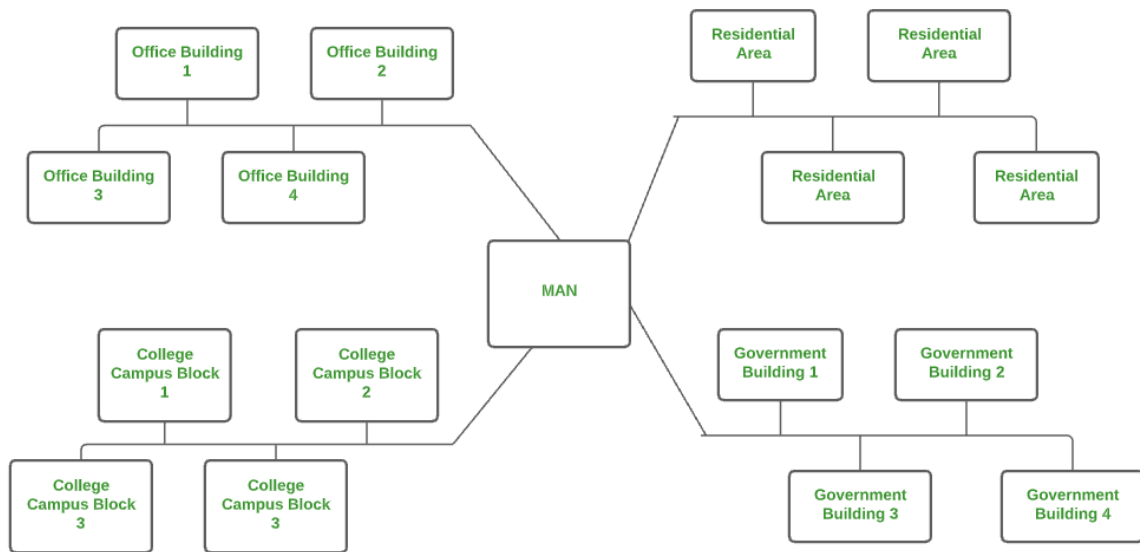 Office Building
1
Office Building
2
Office Building
3
Office Building
4
Residential
Area
Residential
Area
Residential
Area
Residential
Area
MAN
College
Campus Block
1
College
Campus Block
2
College
Campus Block
3
College
Campus Block
3
Government
Building 1
Government
Building 2
Government
Building 3
Government
Building 4